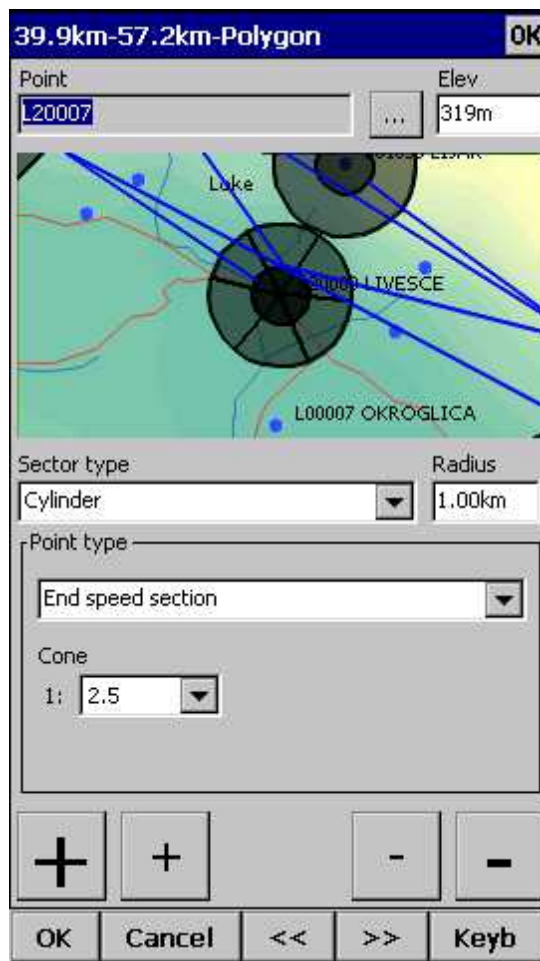 39.9km-57.2km-Polygon OK
Point Elev
L20007 ... 319m
Loke
LIVESCE
L00007 OKROGLICA
Sector type Radius
Cylinder 1.00km
Point type
End speed section
Cone
1: 2.5
+ + - -
OK Cancel << >> Keyb